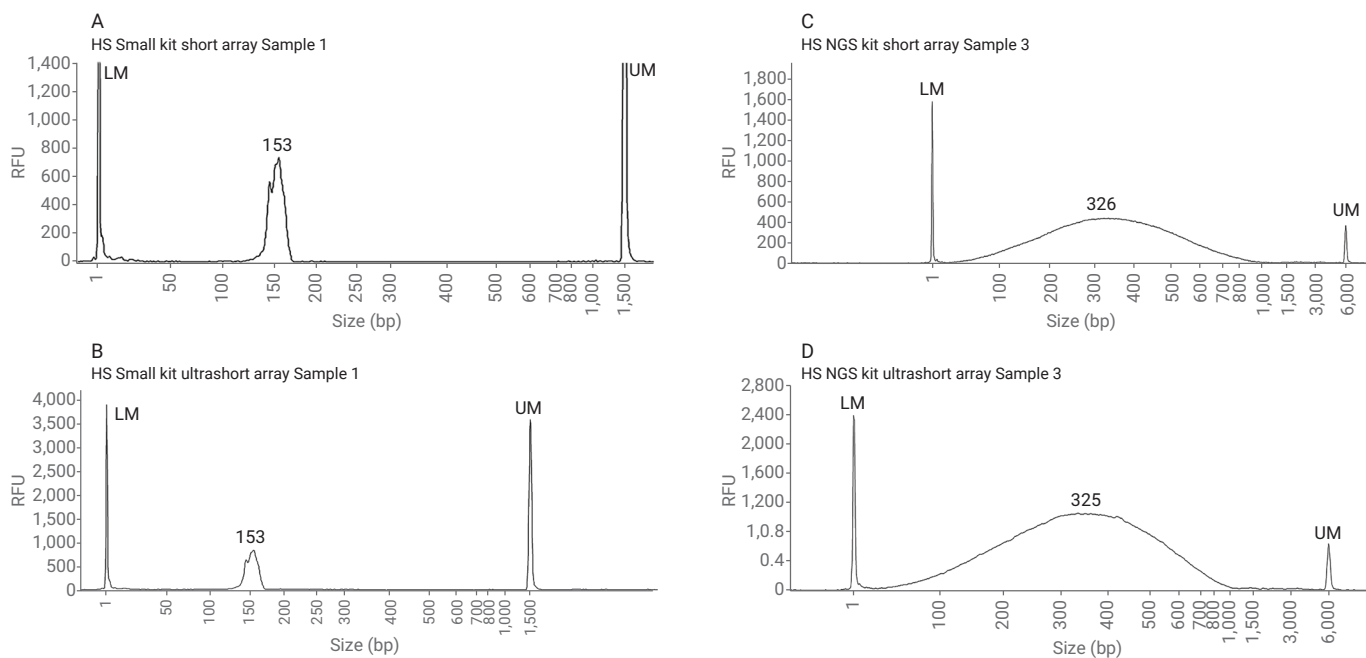 A
HS Small kit short array Sample 1
1,400
1,200
1,000
800
600
400
200
0
RFU
LM
153
UM
1 50 100 150 200 250 300 400 500 600 700 800 1,000 1,500
Size (bp)
B
HS Small kit ultrashort array Sample 1
4,000
3,500
3,000
2,500
2,000
1,500
1,000
500
0
RFU
LM
153
UM
1 50 100 150 200 250 300 400 500 600 700 800 1,000 1,500
Size (bp)
C
HS NGS kit short array Sample 3
1,800
1,600
1,400
1,200
1,000
800
600
400
200
0
RFU
LM
326
UM
1 100 200 300 400 500 600 700 800 1,000 1,500 3,000 6,000
Size (bp)
D
HS NGS kit ultrashort array Sample 3
2,800
2,400
2,000
1,600
1,200
1,0.8
0.4
0
RFU
LM
325
UM
1 100 200 300 400 500 600 700 800 1,000 1,500 3,000 6,000
Size (bp)